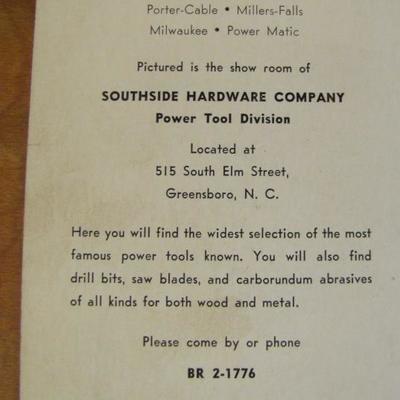 Porter-Cable • Millers-Falls
Milwaukee • Power Matic
Pictured is the show room of
SOUTHSIDE HARDWARE COMPANY
Power Tool Division
Located at
515 South Elm Street,
Greensboro, N. C.
Here you will find the widest selection of the most
famous power tools known. You will also find
drill bits, saw blades, and carborundum abrasives
of all kinds for both wood and metal.
Please come by or phone
BR 2-1776